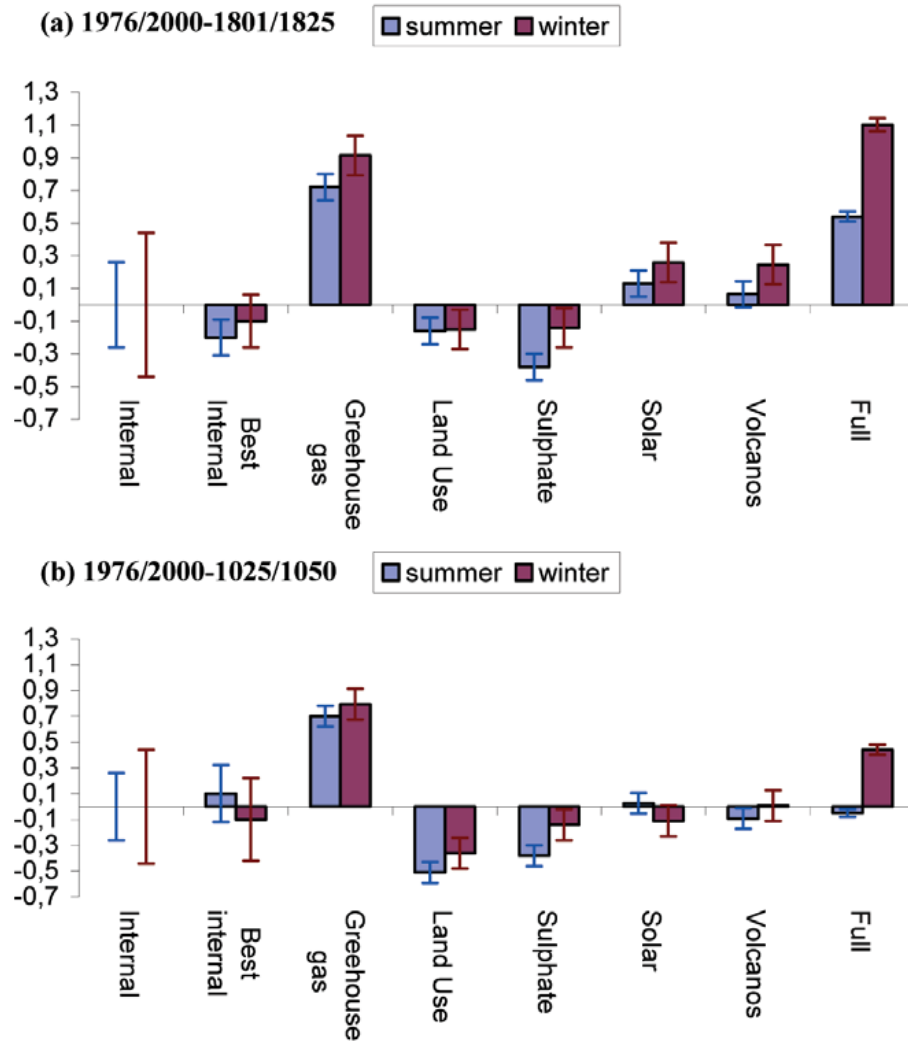 (a) 1976/2000-1801/1825
summer winter
1,3
1,1
0,9
0,7
0,5
0,3
0,1
-0,1
-0,3
-0,5
-0,7
Internal
Best
Internal
Greehouse
gas
Land Use
Sulphate
Solar
Volcanos
Full
(b) 1976/2000-1025/1050
summer winter
1,3
1,1
0,9
0,7
0,5
0,3
0,1
-0,1
-0,3
-0,5
-0,7
Internal
Best
internal
Greehouse
gas
Land Use
Sulphate
Solar
Volcanos
Full